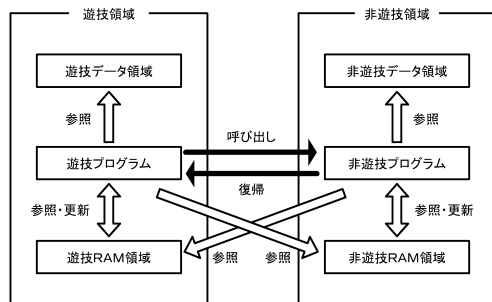 遊技領域
非遊技領域
遊技データ領域
非遊技データ領域
参照
参照
呼び出し
遊技プログラム
非遊技プログラム
復帰
参照・更新
参照・更新
遊技RAM領域
参照
参照
非遊技RAM領域